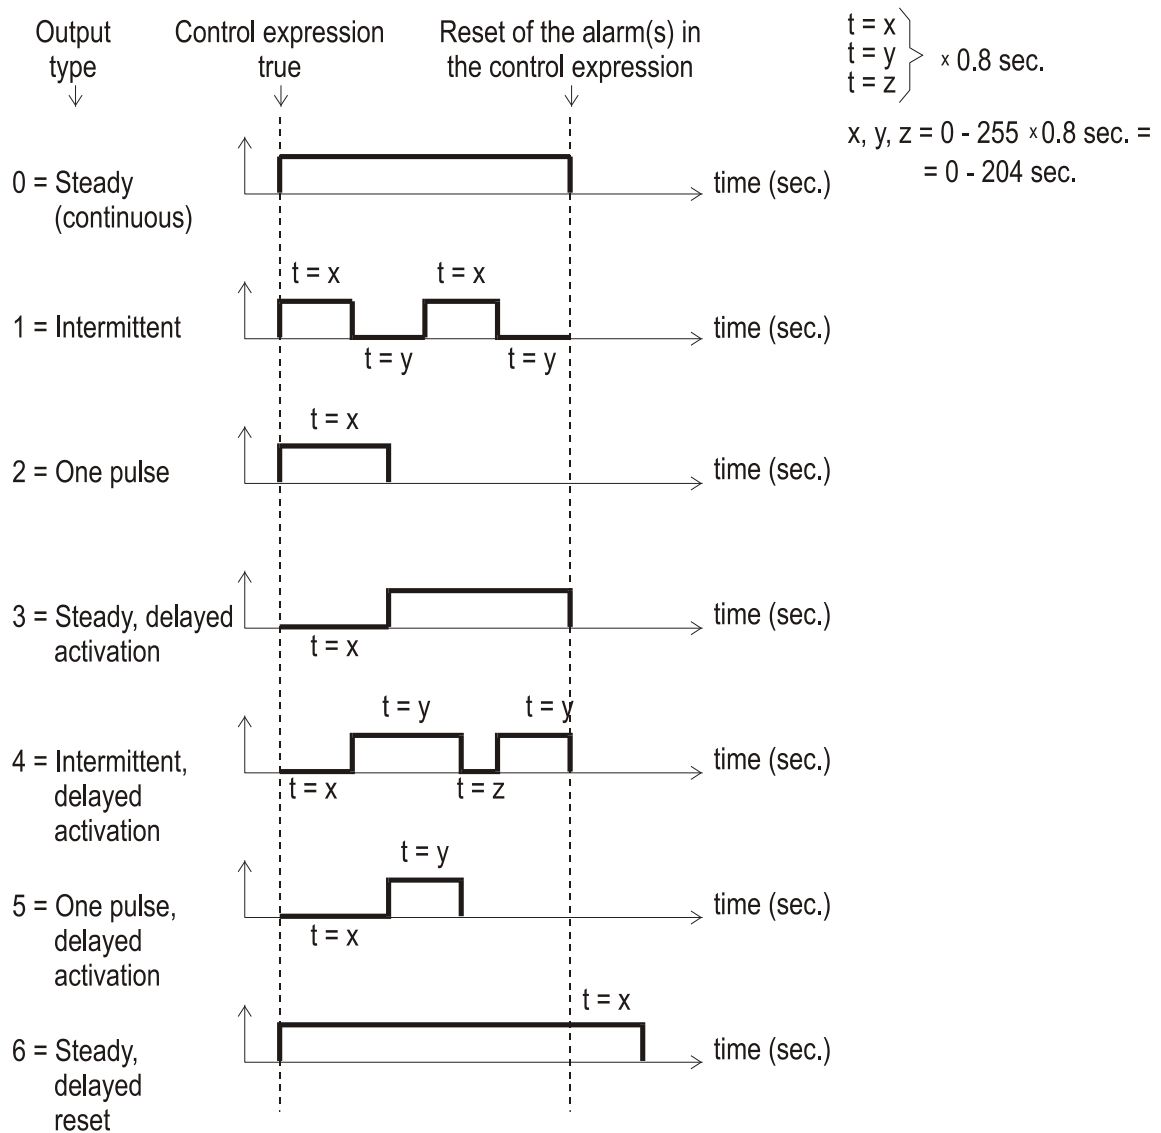 Output
type
Control expression
true
Reset of the alarm(s) in
the control expression
t = x
t = y
t = z
x 0.8 sec.
x, y, z = 0 - 255 x 0.8 sec. =
= 0 - 204 sec.
0 = Steady
(continuous)
time (sec.)
t = x
t = x
1 = Intermittent
time (sec.)
t = y
t = y
t = x
2 = One pulse
time (sec.)
3 = Steady, delayed
activation
time (sec.)
t = x
t = y
t = y
4 = Intermittent,
delayed
activation
time (sec.)
t = x
t = z
t = y
5 = One pulse,
delayed
activation
time (sec.)
t = x
t = x
6 = Steady,
delayed
reset
time (sec.)